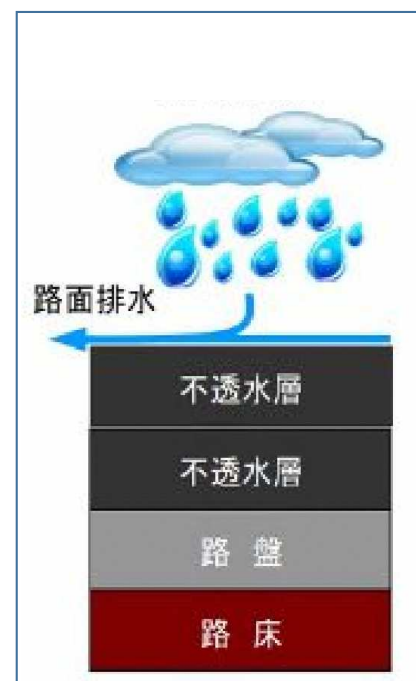 路面排水
不透水層
不透水層
路 盤
路 床